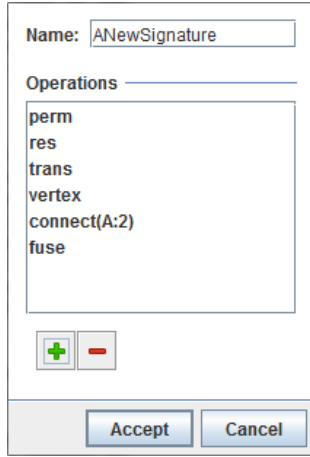 Name: ANewSignature
Operations
perm
res
trans
vertex
connect(A:2)
fuse
Accept Cancel